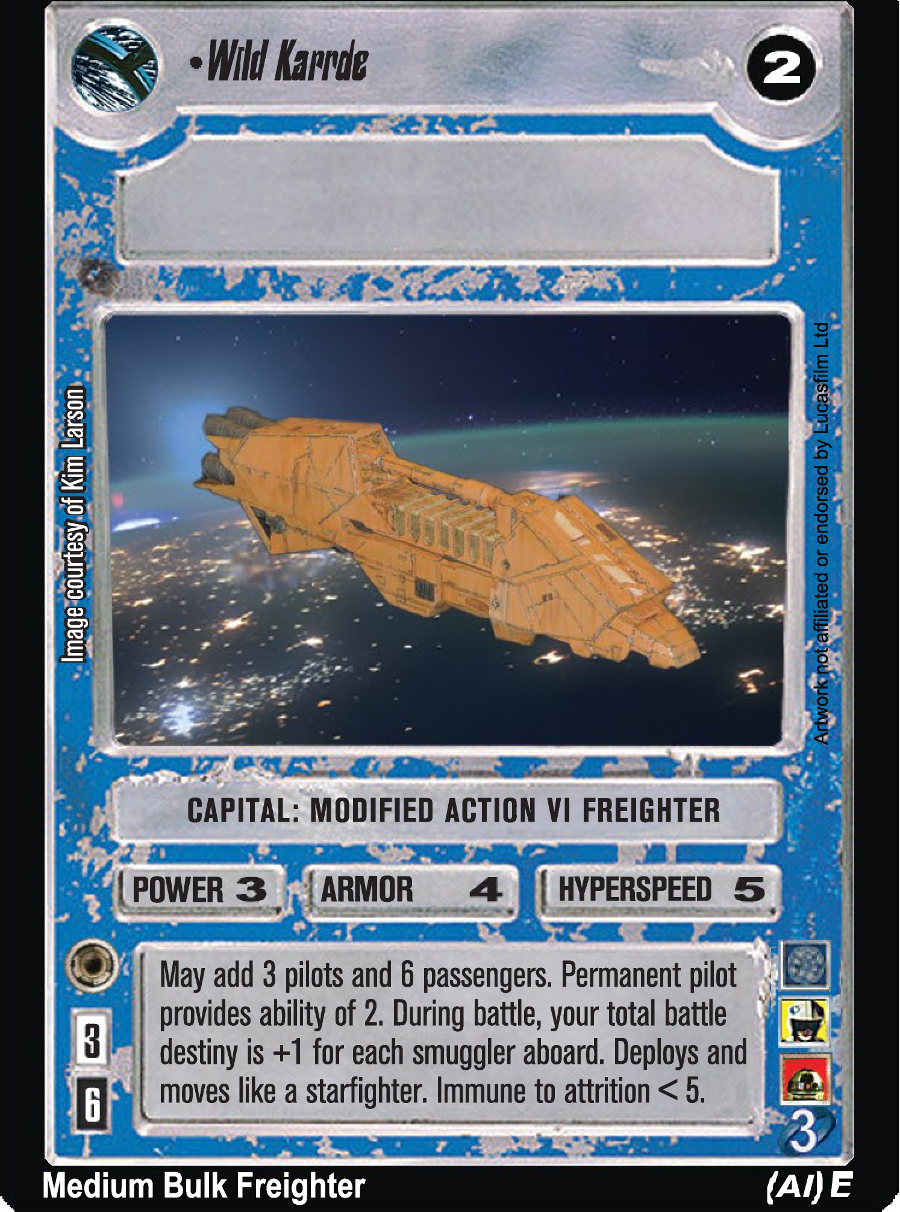 •Wild Karrde
2
Image courtesy of Kim Larson
Artwork not affiliated or endorsed by Lucasfilm Ltd
CAPITAL: MODIFIED ACTION VI FREIGHTER
POWER 3
ARMOR 4
HYPERSPEED 5
May add 3 pilots and 6 passengers. Permanent pilot
provides ability of 2. During battle, your total battle
destiny is +1 for each smuggler aboard. Deploys and
moves like a starfighter. Immune to attrition < 5.
3
6
3
Medium Bulk Freighter
(AI) E